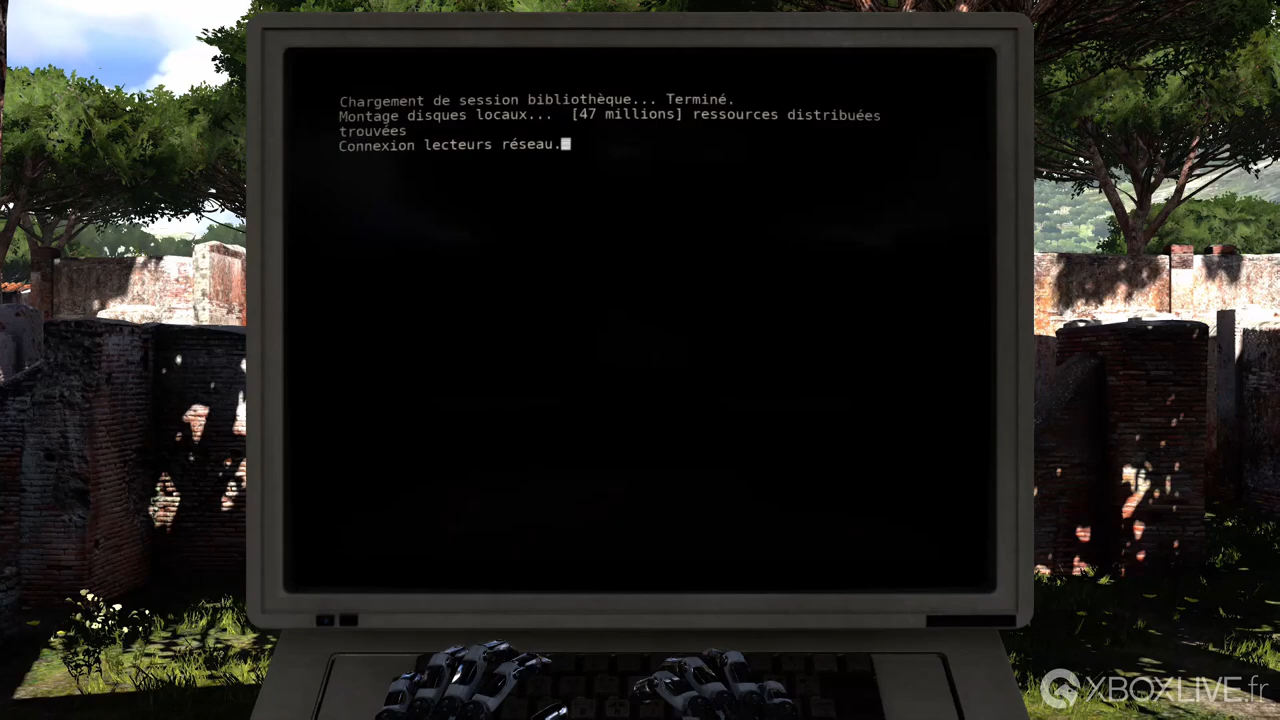 Chargement de session bibliothèque... Terminé.
Montage disques locaux...  [47 millions] ressources distribuées
trouvées
Connexion lecteurs réseau.
XBOXLIVE.fr